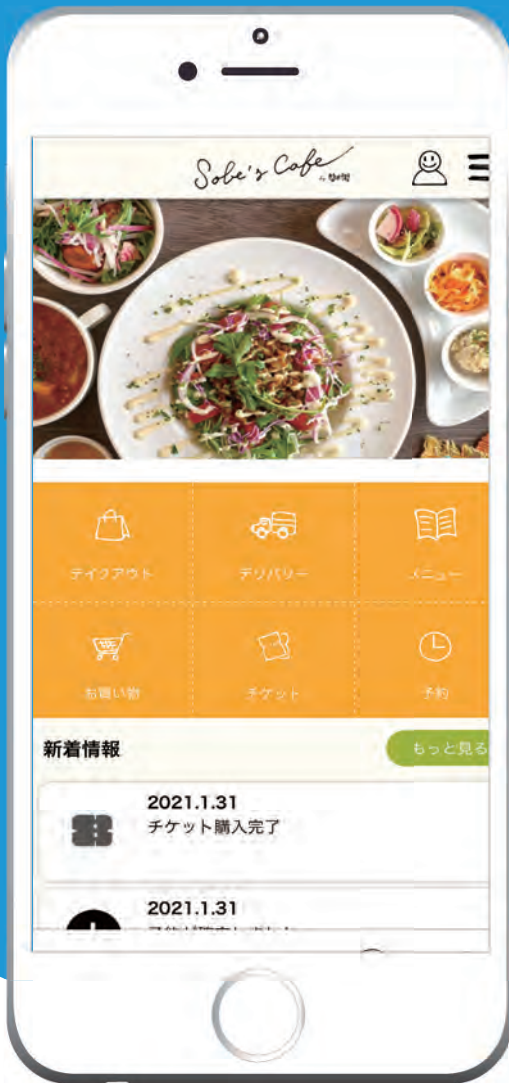 Sobe's Cafe
テイクアウト
デリバリー
メニュー
お買い物
チケット
予約
新着情報
もっと見る
2021.1.31
チケット購入完了
2021.1.31